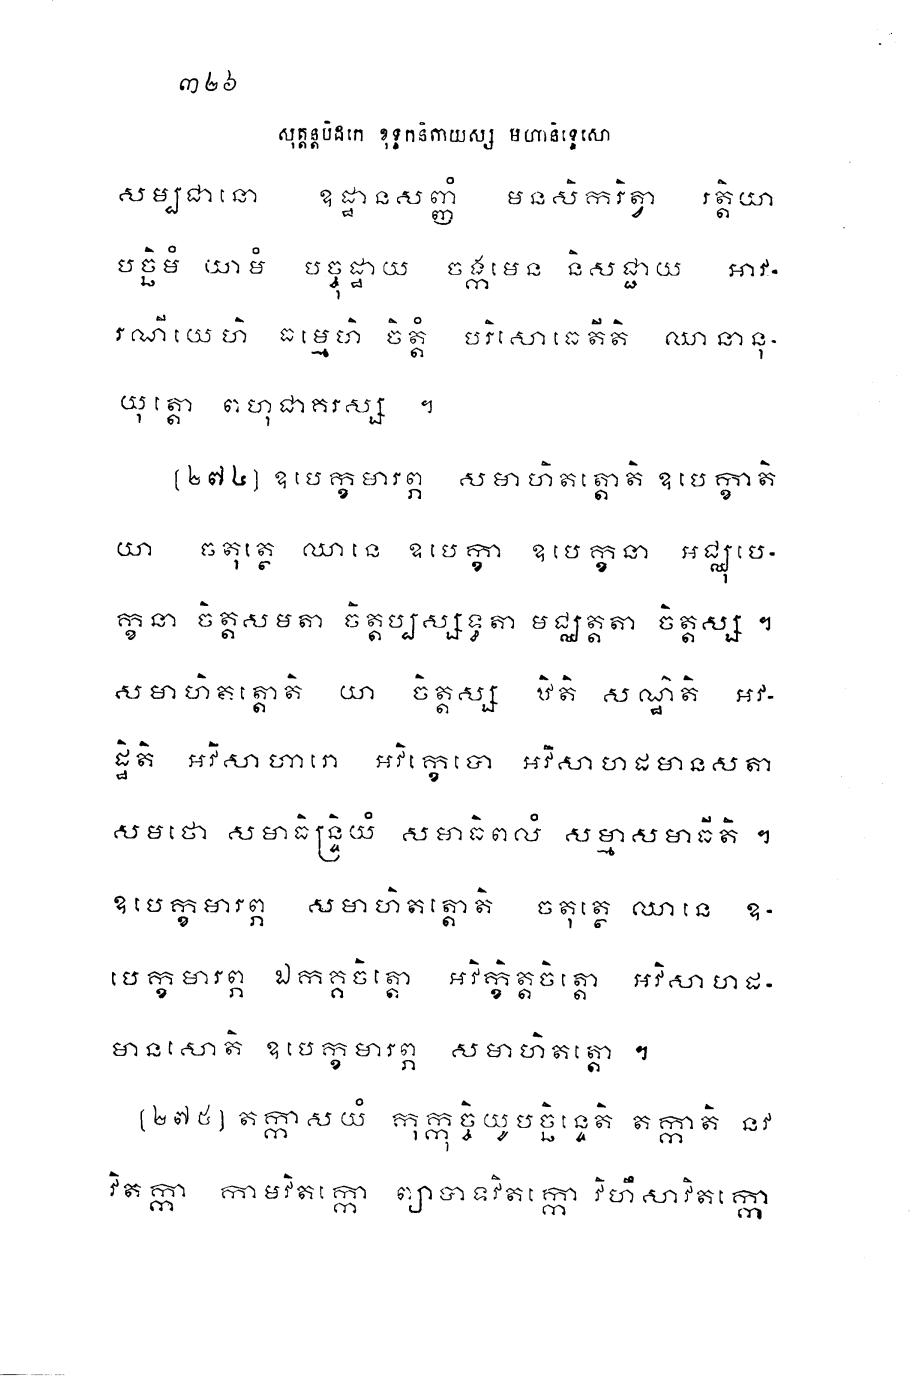 ៣២៦
សុត្តន្តបិដកេ ខុទ្ទកនិកាយស្ស មហានិទ្ទេសោ
សម្បជានោ ឧដ្ឋានសញ្ញំ មនសិករិត្វា រត្តិយា
បច្ឆិមំ យាមំ បច្ចុដ្ឋាយ ចង្កមេន និសជ្ជាយ អាវ-
រណីយេហិ ធម្មេហិ ចិត្តំ បរិសោធេតីតិ ឈានានុ-
យុត្តោ ពហុជាគរស្ស ។
(២៧៤) ឧបេក្ខមារព្ភ សមាហិតត្តោតិ ឧបេក្ខាតិ
យា ចតុត្ថេ ឈានេ ឧបេក្ខា ឧបេក្ខនា អជ្ឈុបេ-
ក្ខនា ចិត្តសមតា ចិត្តប្បស្សទ្ធតា មជ្ឈត្តតា ចិត្តស្ស ។
សមាហិតត្តោតិ យា ចិត្តស្ស ឋិតិ សណ្ឋិតិ អវ-
ដ្ឋិតិ អវិសាហារោ អវិក្ខេបោ អវិសាហដមានសតា
សមថោ សមាធិន្ទ្រិយំ សមាធិពលំ សម្មាសមាធីតិ ។
ឧបេក្ខមារព្ភ សមាហិតត្តោតិ ចតុត្ថេ ឈានេ ឧ-
បេក្ខមារព្ភ ឯកគ្គចិត្តោ អវិក្ខិត្តចិត្តោ អវិសាហដ-
មានសោតិ ឧបេក្ខមារព្ភ សមាហិតត្តោ ។
(២៧៥) តក្កាសយំ កុក្កុច្ចិយូបច្ឆិន្ទេតិ តក្កាតិ នវ
វិតក្កា កាមវិតក្កោ ព្យាបាទវិតក្កោ វិហឹសាវិតក្កោ